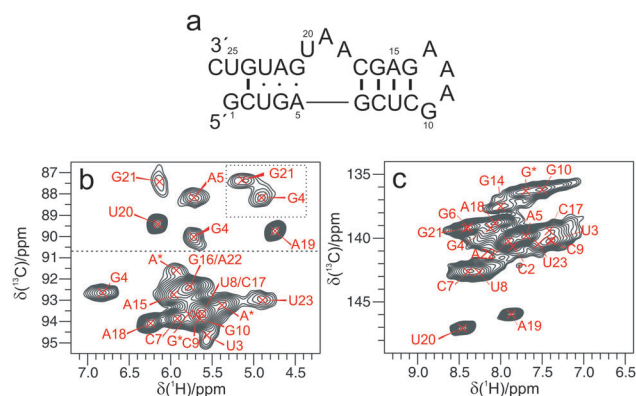 a
20
A A 15 A
3´ 25 U A
CUGUAG CGAG A
GCUGA GCUC A
5´ 1 5 G
10
b
87
88
89
90
91
92
93
94
95
δ(¹³C)/ppm
G21
A5
G21
G4
U20
G4
A19
A*
G16/A22
G4
U8/C17
A15
U23
A18
A*
C7
G*
C9
G10
U3
7.0 6.5 6.0 5.5 5.0 4.5
δ(¹H)/ppm
c
135
139
143
147
δ(¹³C)/ppm
G14
G*
G10
A18
G6
A5
C17
G21
U3
G4
A22
C9
U23
C2
C7
U8
U20
A19
8.5 8.0 7.5 7.0 6.5
δ(¹H)/ppm